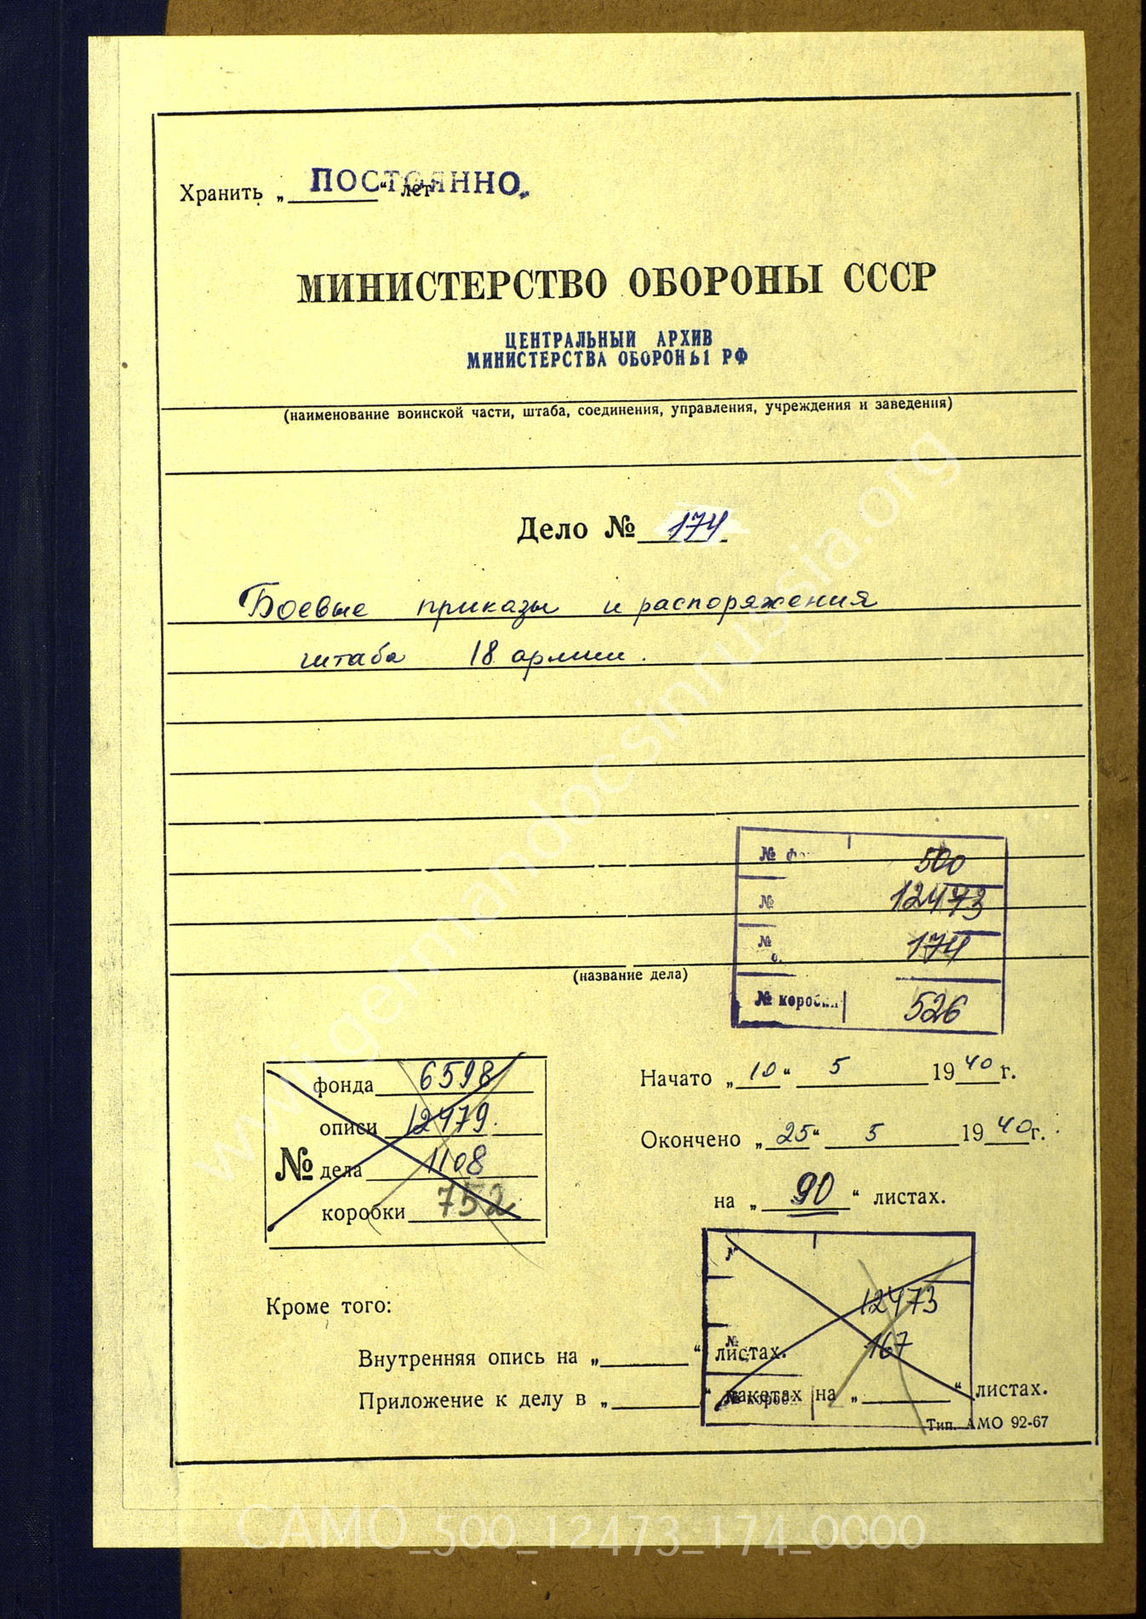 Хранить „ ПОСТОЯННО “ лет
МИНИСТЕРСТВО ОБОРОНЫ СССР
ЦЕНТРАЛЬНЫЙ АРХИВ
МИНИСТЕРСТВА ОБОРОНЫ РФ
(наименование воинской части, штаба, соединения, управления, учреждения и заведения)
Дело № 174
Боевые приказы и распоряжения
штаба 18 армии.
№ 500
№ 12473
№ 174
(название дела)
№ коробки 526
фонда 6598
описи 12479
№ дела 1108
коробки 752
Начато „10“ 5 1940 г.
Окончено „25“ 5 1940 г.
на „ 90 “ листах.
12473
№ 167
Кроме того:
Внутренняя опись на „ “ листах.
Приложение к делу в „ “ пакетах на „ “ листах.
Тип. АМО 92-67
www.germandocsinrussia.org
CAMO_500_12473_174_0000